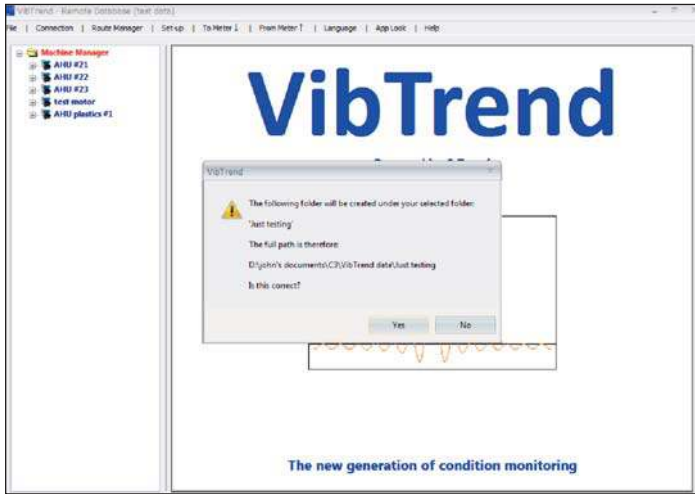 VibTrend - Remote Database [test data]
File | Connection | Route Manager | Set-up | To Meter ↓ | From Meter ↑ | Language | App Look | Help
Machine Manager
AHU #21
AHU #22
AHU #23
test motor
AHU plastics #1
VibTrend
VibTrend
The following folder will be created under your selected folder:
'Just testing'
The full path is therefore:
D:\john's documents\C3\VibTrend data\Just testing
Is this correct?
Yes No
The new generation of condition monitoring